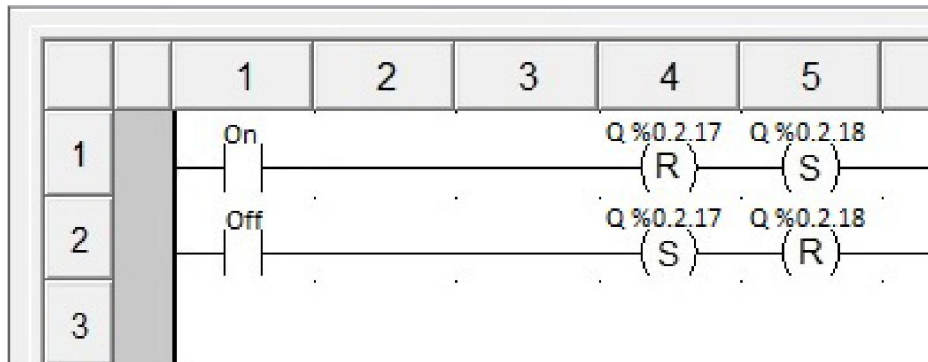 1 2 3 4 5
On Q %0.2.17 Q %0.2.18
1 R S
Off Q %0.2.17 Q %0.2.18
2 S R
3